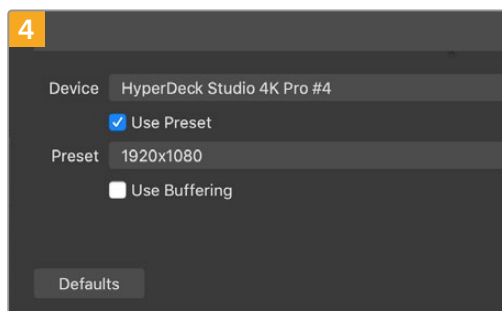 4
Device HyperDeck Studio 4K Pro #4
Use Preset
Preset 1920x1080
Use Buffering
Defaults